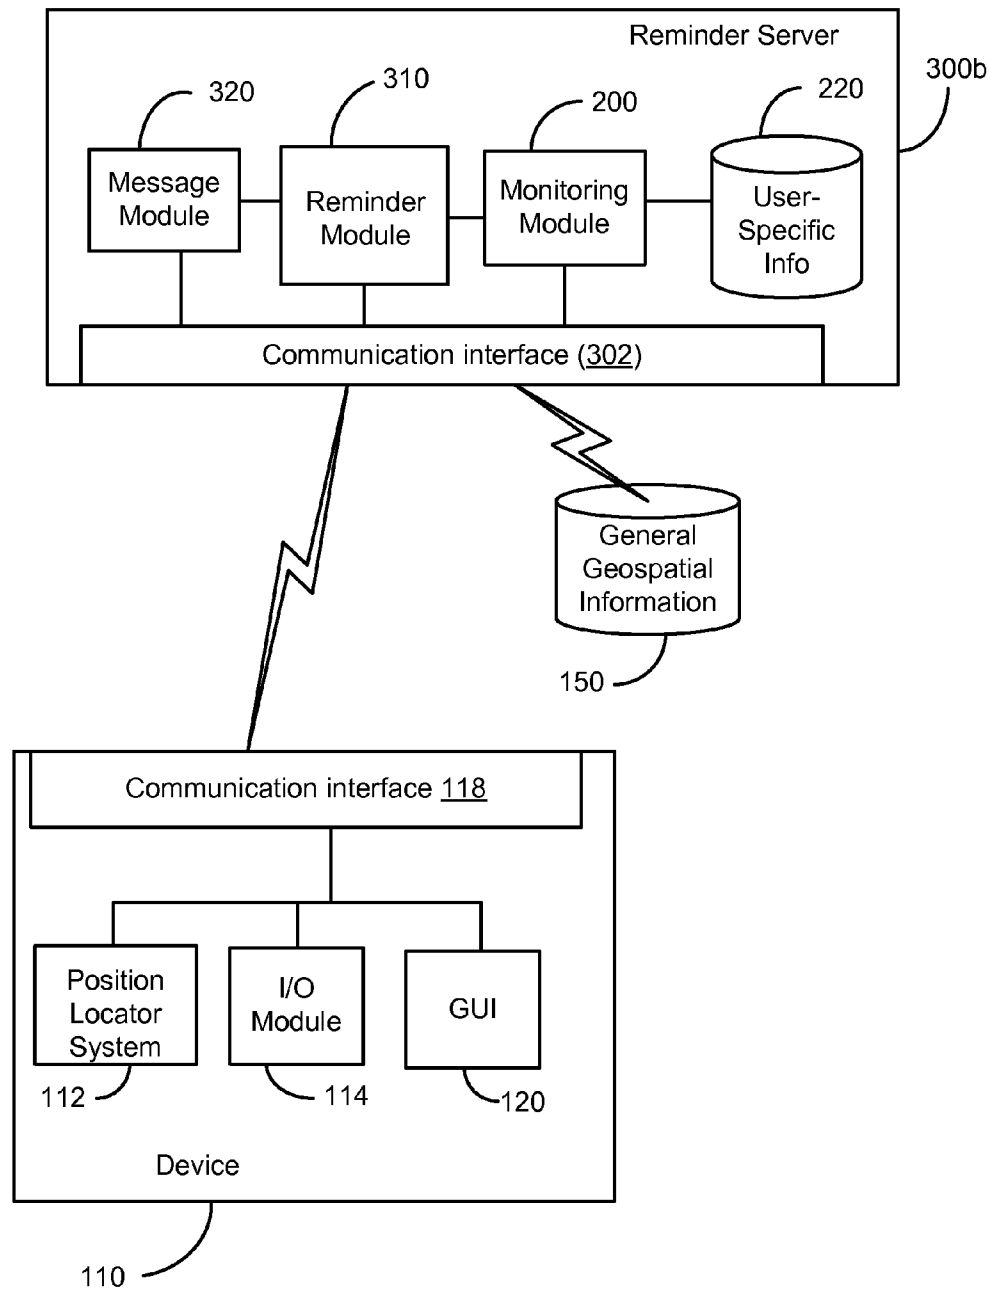 Reminder Server
300b
320
310
200
220
Message
Module
Reminder
Module
Monitoring
Module
User-
Specific
Info
Communication interface (302)
General
Geospatial
Information
150
Communication interface 118
Position
Locator
System
I/O
Module
GUI
112
114
120
Device
110